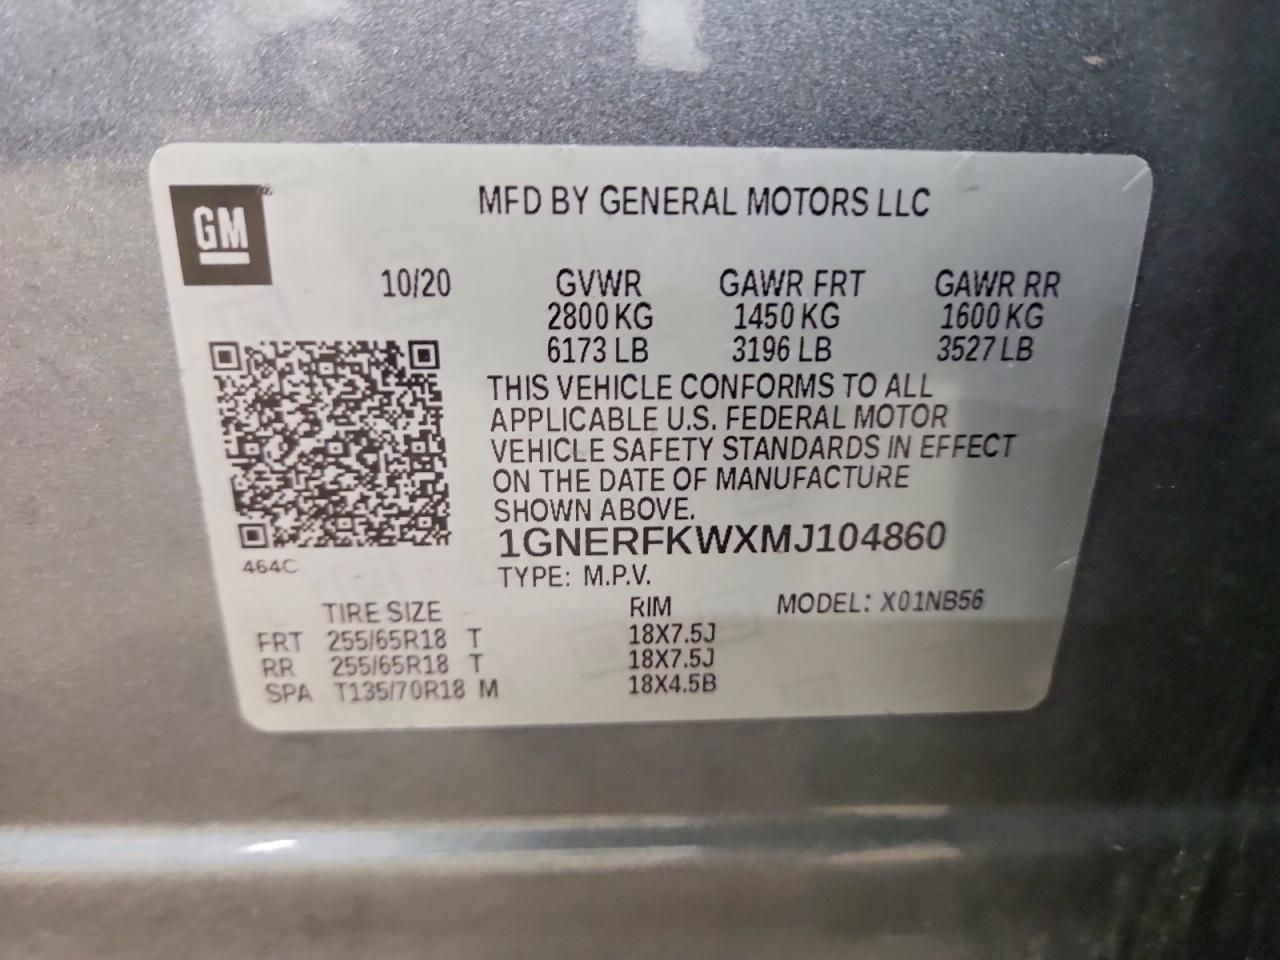 GM
MFD BY GENERAL MOTORS LLC
10/20 GVWR GAWR FRT GAWR RR
2800 KG 1450 KG 1600 KG
6173 LB 3196 LB 3527 LB
THIS VEHICLE CONFORMS TO ALL
APPLICABLE U.S. FEDERAL MOTOR
VEHICLE SAFETY STANDARDS IN EFFECT
ON THE DATE OF MANUFACTURE
SHOWN ABOVE.
1GNERFKWXMJ104860
464C
TYPE: M.P.V.
TIRE SIZE RIM MODEL: X01NB56
FRT 255/65R18 T 18X7.5J
RR 255/65R18 T 18X7.5J
SPA T135/70R18 M 18X4.5B